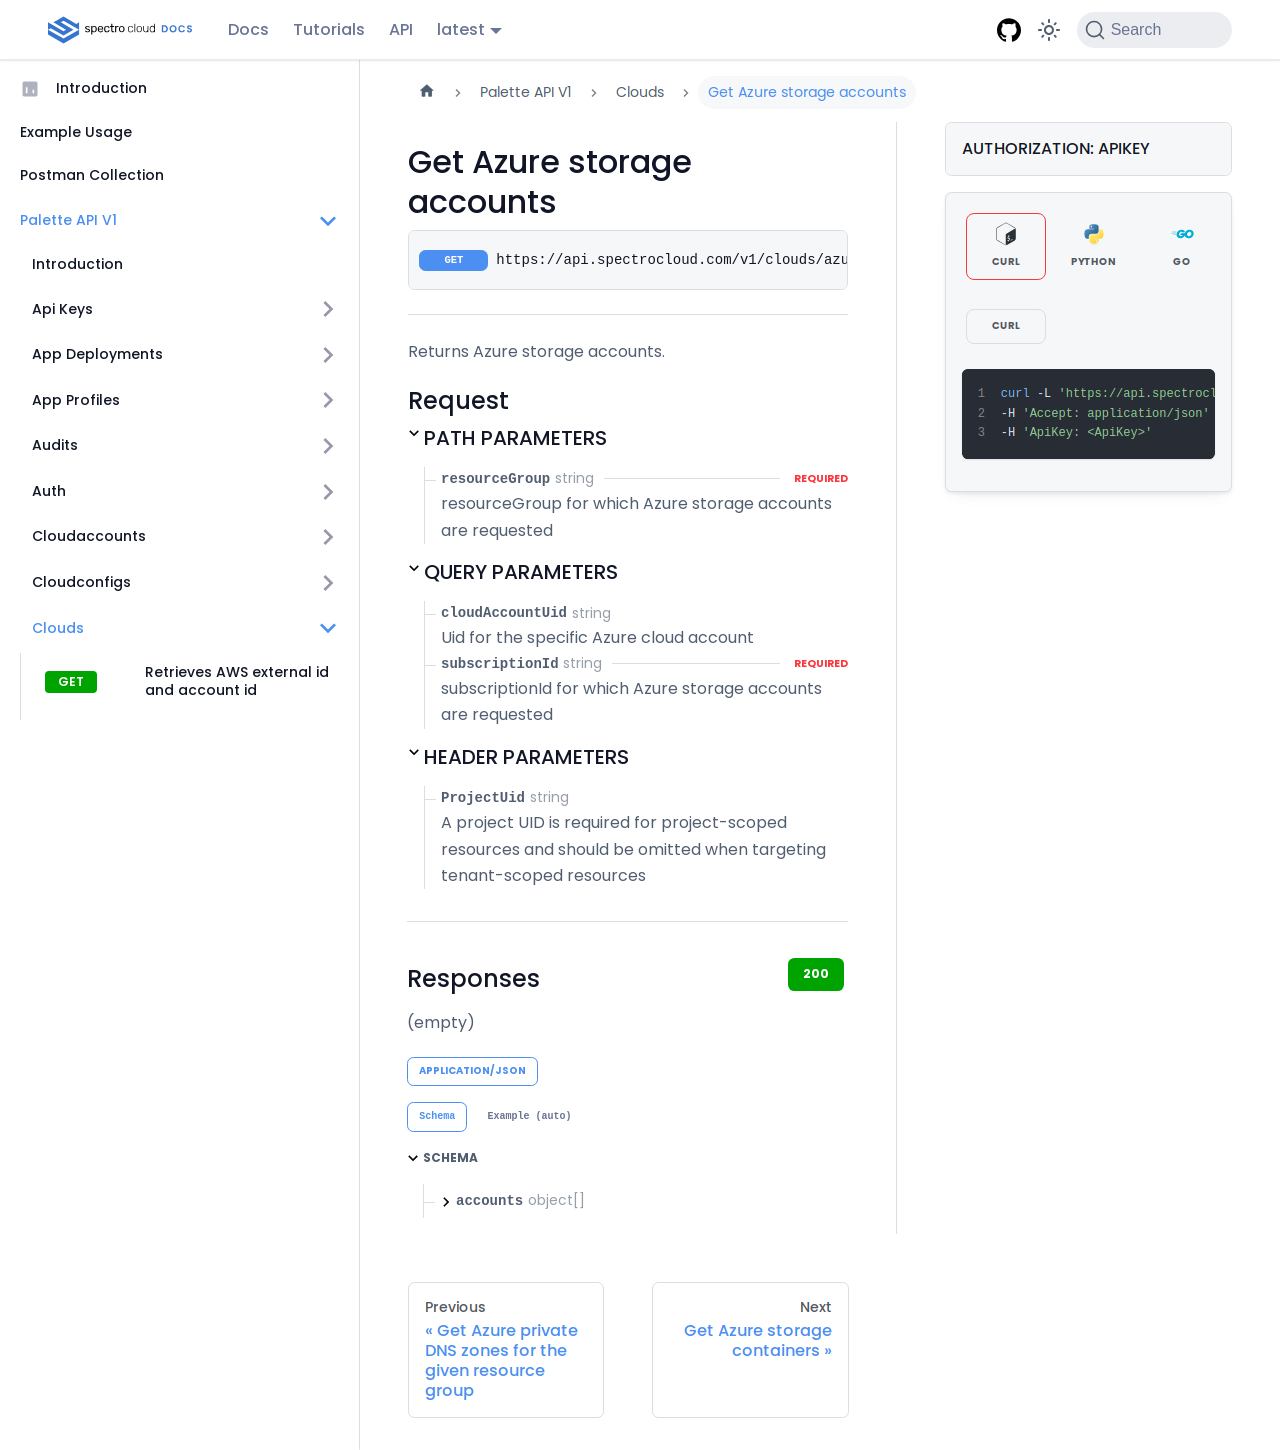 spectro cloud DOCS
Docs
Tutorials
API
latest
Search
Introduction
Example Usage
Postman Collection
Palette API V1
Introduction
Api Keys
App Deployments
App Profiles
Audits
Auth
Cloudaccounts
Cloudconfigs
Clouds
GET
Retrieves AWS external id
and account id
Palette API V1
Clouds
Get Azure storage accounts
Get Azure storage
accounts
GET
https://api.spectrocloud.com/v1/clouds/azu
Returns Azure storage accounts.
Request
PATH PARAMETERS
resourceGroup string
REQUIRED
resourceGroup for which Azure storage accounts
are requested
QUERY PARAMETERS
cloudAccountUid string
Uid for the specific Azure cloud account
subscriptionId string
REQUIRED
subscriptionId for which Azure storage accounts
are requested
HEADER PARAMETERS
ProjectUid string
A project UID is required for project-scoped
resources and should be omitted when targeting
tenant-scoped resources
Responses
200
(empty)
APPLICATION/JSON
Schema
Example (auto)
SCHEMA
accounts object[]
Previous
« Get Azure private
DNS zones for the
given resource
group
Next
Get Azure storage
containers »
AUTHORIZATION: APIKEY
CURL
PYTHON
GO
CURL
1 curl -L 'https://api.spectrocl
2 -H 'Accept: application/json'
3 -H 'ApiKey: <ApiKey>'